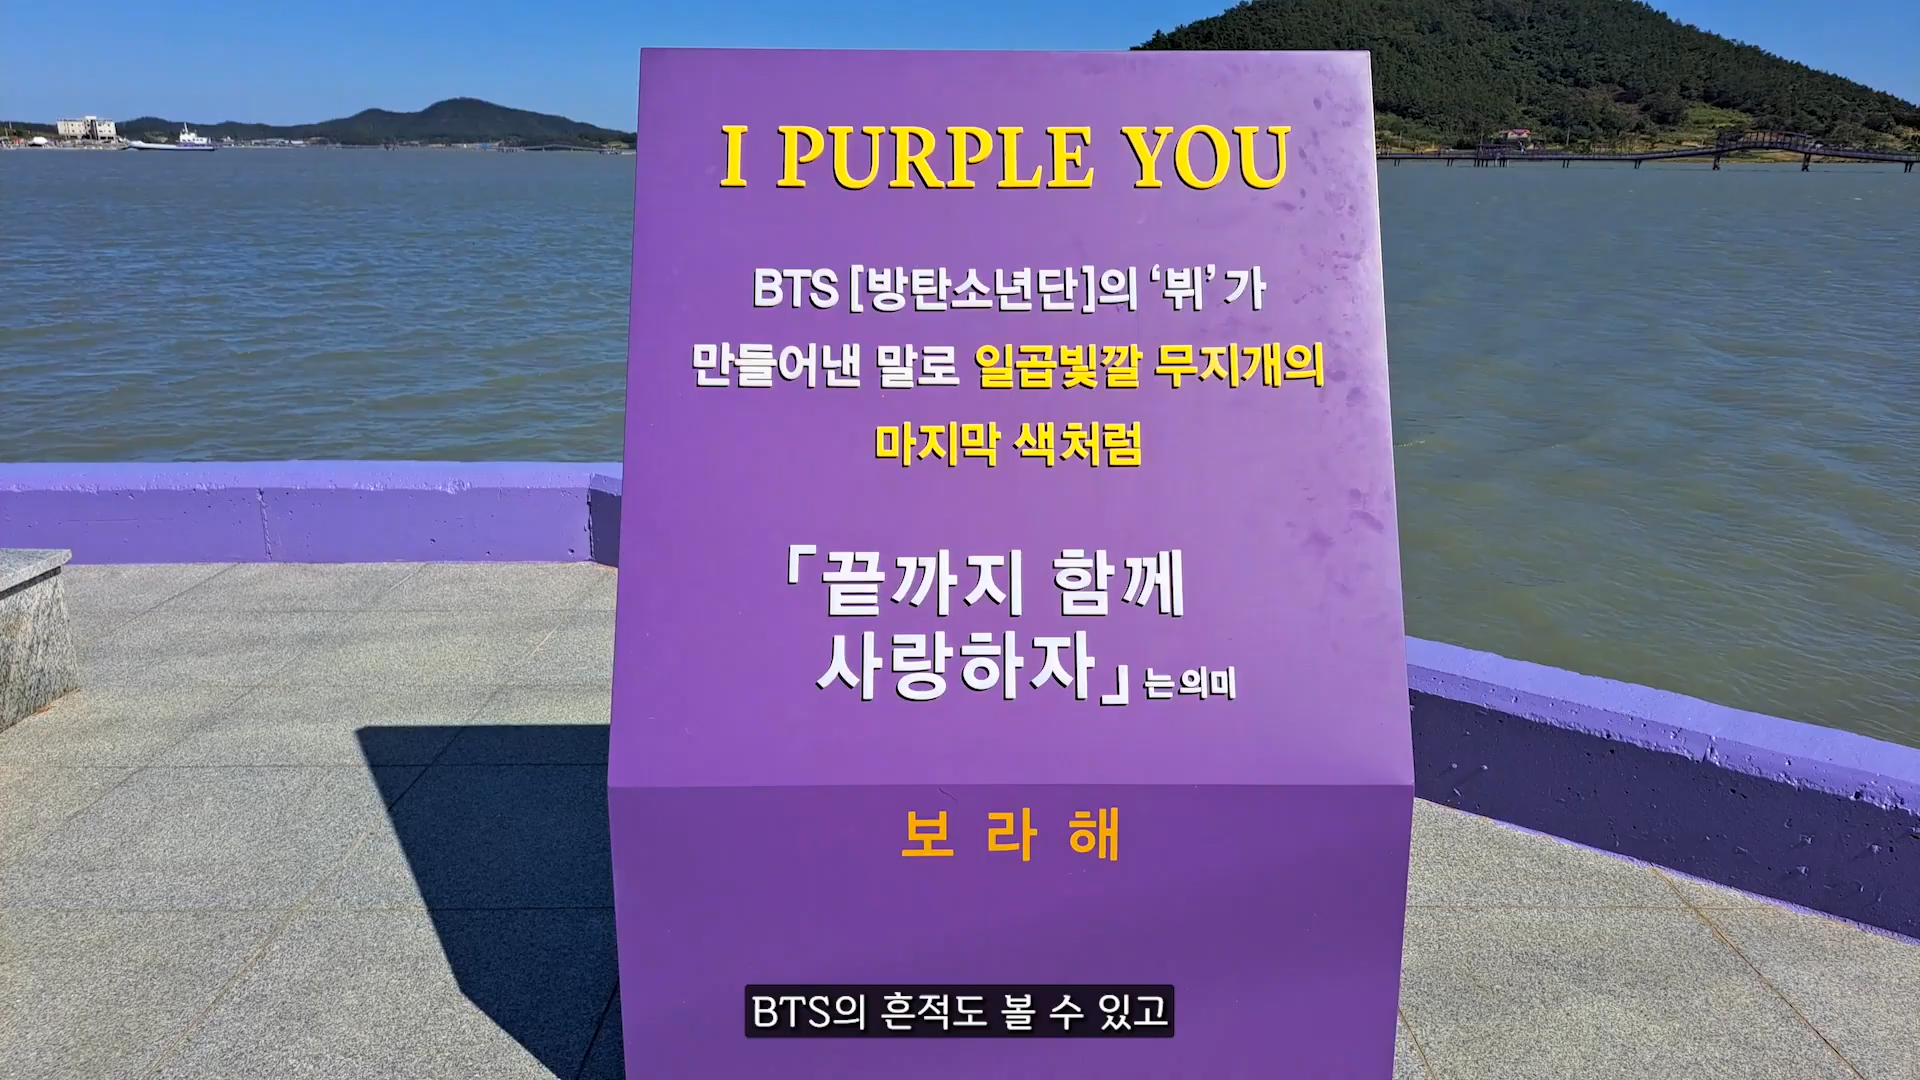 I PURPLE YOU
BTS [방탄소년단]의 ‘뷔’ 가
만들어낸 말로 일곱빛깔 무지개의
마지막 색처럼
「끝까지 함께
사랑하자」는의미
보라해
BTS의 흔적도 볼 수 있고